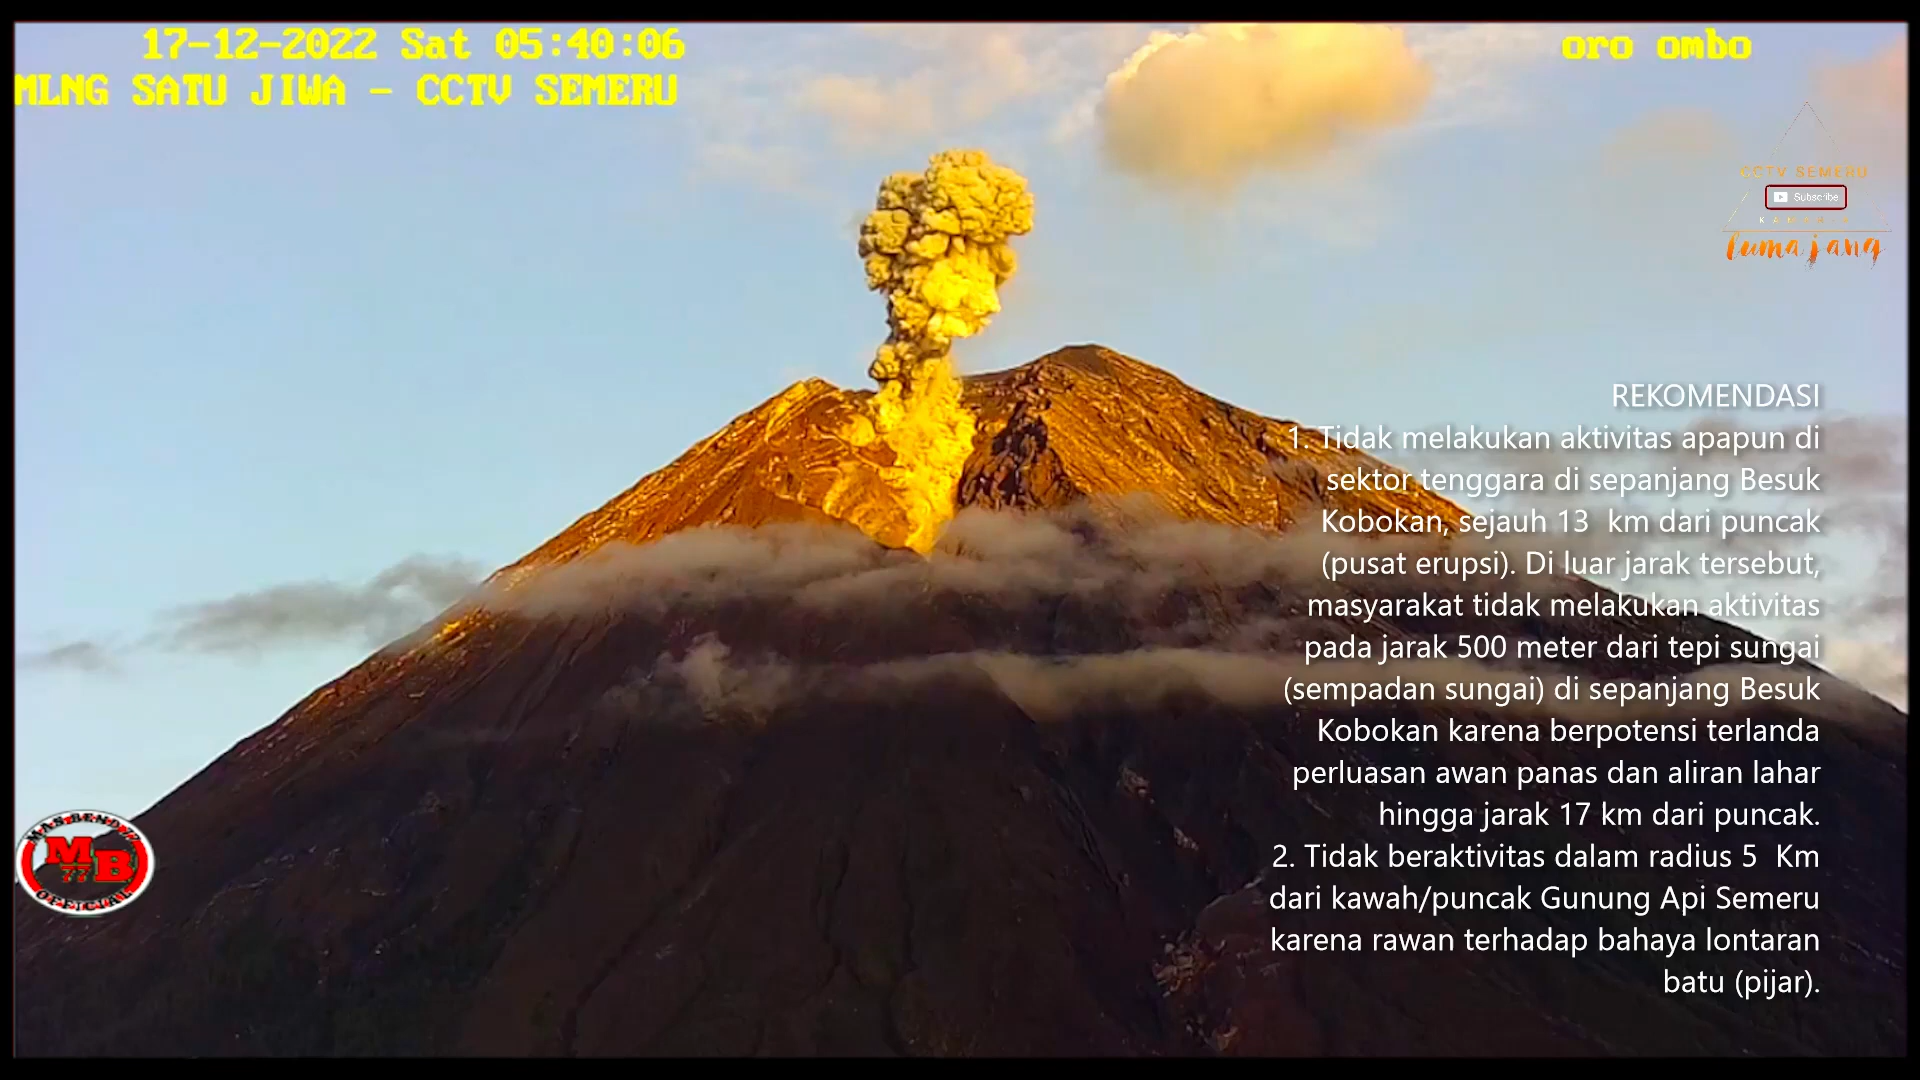 17-12-2022 Sat 05:40:06
oro ombo
MLNG SATU JIWA - CCTV SEMERU
CCTV SEMERU
Subscribe
lumajang
REKOMENDASI
1. Tidak melakukan aktivitas apapun di
sektor tenggara di sepanjang Besuk
Kobokan, sejauh 13 km dari puncak
(pusat erupsi). Di luar jarak tersebut,
masyarakat tidak melakukan aktivitas
pada jarak 500 meter dari tepi sungai
(sempadan sungai) di sepanjang Besuk
Kobokan karena berpotensi terlanda
perluasan awan panas dan aliran lahar
hingga jarak 17 km dari puncak.
2. Tidak beraktivitas dalam radius 5 Km
dari kawah/puncak Gunung Api Semeru
karena rawan terhadap bahaya lontaran
batu (pijar).
MAS BEND 77
MB
77
OFFICIAL